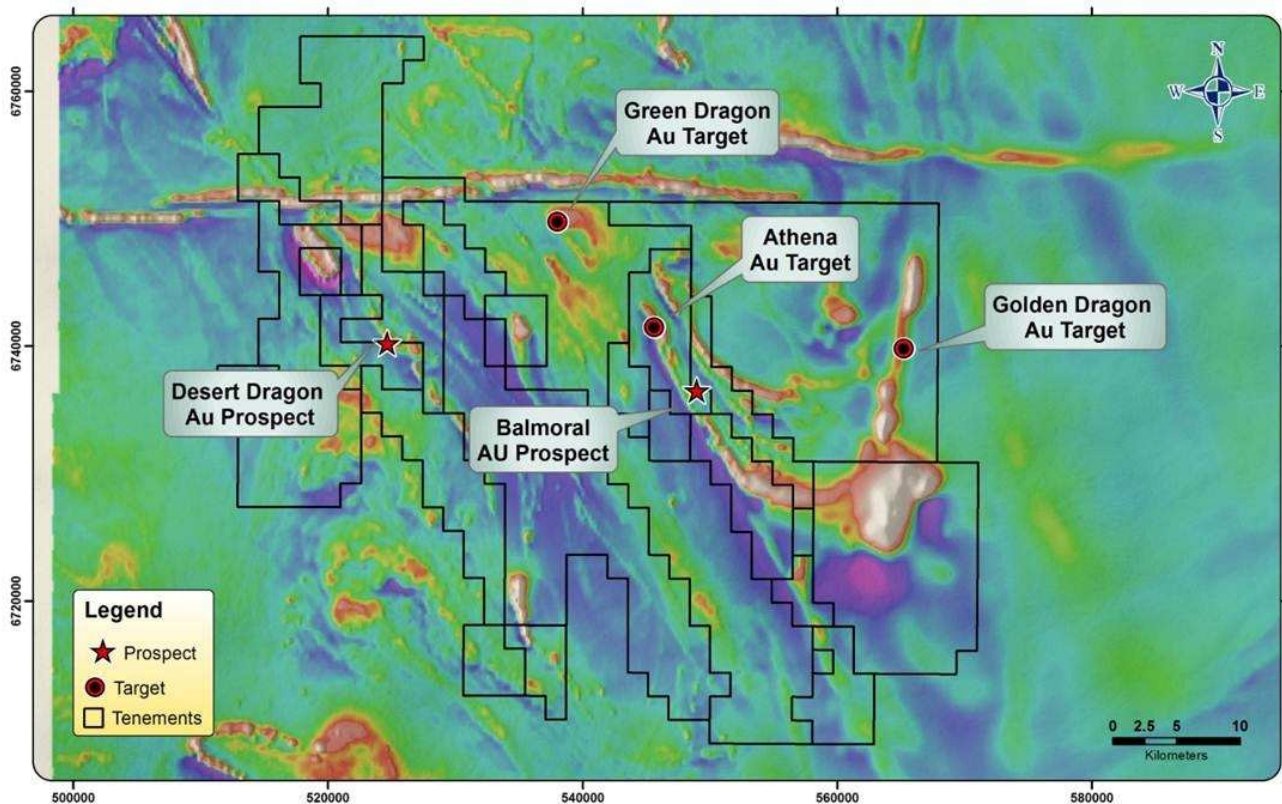 N
W
E
S
6760000
6740000
6720000
Green Dragon
Au Target
Athena
Au Target
Golden Dragon
Au Target
Desert Dragon
Au Prospect
Balmoral
AU Prospect
Legend
Prospect
Target
Tenements
0 2.5 5 10
Kilometers
500000 520000 540000 560000 580000